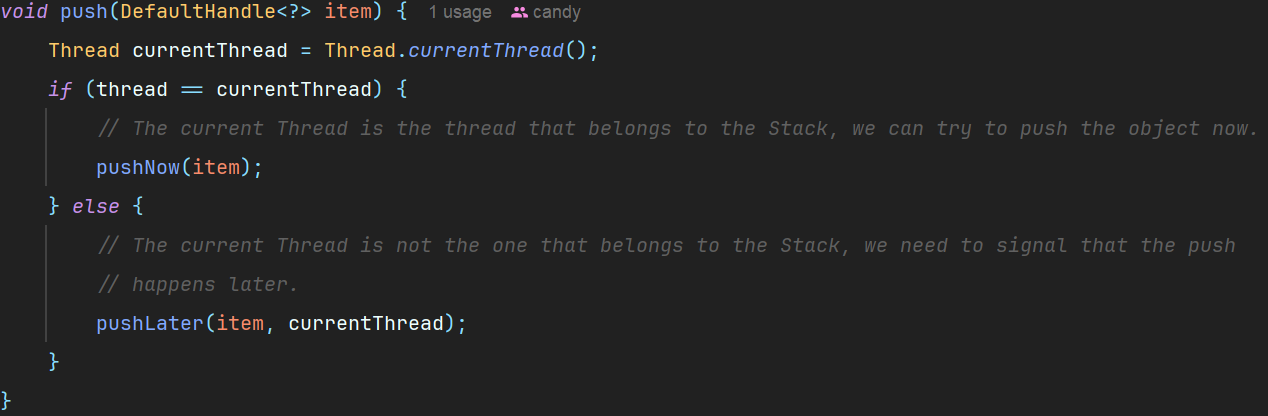 void push(DefaultHandle<?> item) { 1 usage candy
Thread currentThread = Thread.currentThread();
if (thread == currentThread) {
// The current Thread is the thread that belongs to the Stack, we can try to push the object now.
pushNow(item);
} else {
// The current Thread is not the one that belongs to the Stack, we need to signal that the push
// happens later.
pushLater(item, currentThread);
}
}